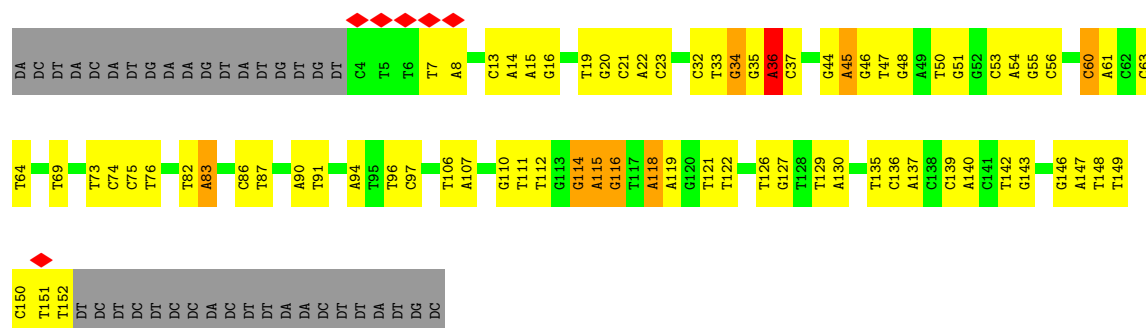 DA DC DT DA DC DA DT DG DA DA DG DT DA DT DG DT DG DT C4 T5 T6 T7 A8 C13 A14 A15 G16 T19 G20 C21 A22 C23 C32 T33 G34 G35 A36 C37 G44 A45 G46 T47 G48 A49 T50 G51 G52 C53 A54 G55 C56 C60 A61 C62 C63
T64 T69 T73 C74 C75 T76 T82 A83 C86 T87 A90 T91 A94 T95 T96 C97 T106 A107 G110 T111 T112 G113 G114 A115 G116 T117 A118 A119 G120 T121 T122 T126 G127 T128 T129 A130 T135 C136 A137 C138 C139 A140 C141 T142 G143 G146 A147 T148 T149
C150 T151 T152 DT DC DT DC DT DC DC DA DC DT DT DA DA DC DT DT DA DT DG DC